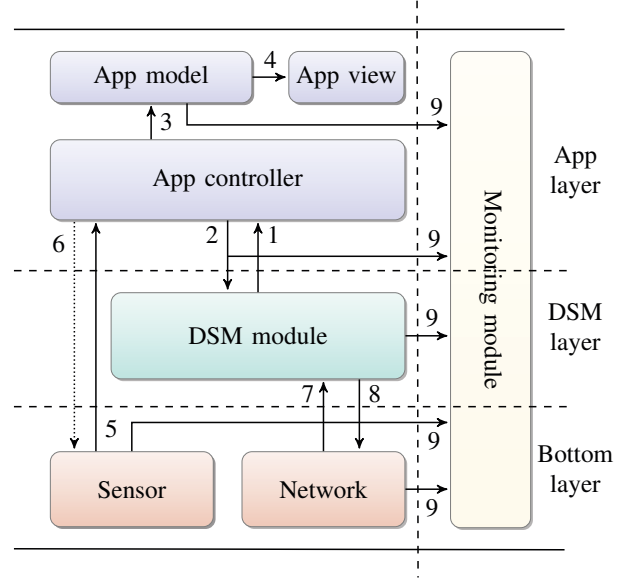 App model
4
App view
9
3
App
layer
App controller
Monitoring module
6
2
1
9
DSM module
9
DSM
layer
7
8
5
9
Sensor
Network
9
Bottom
layer